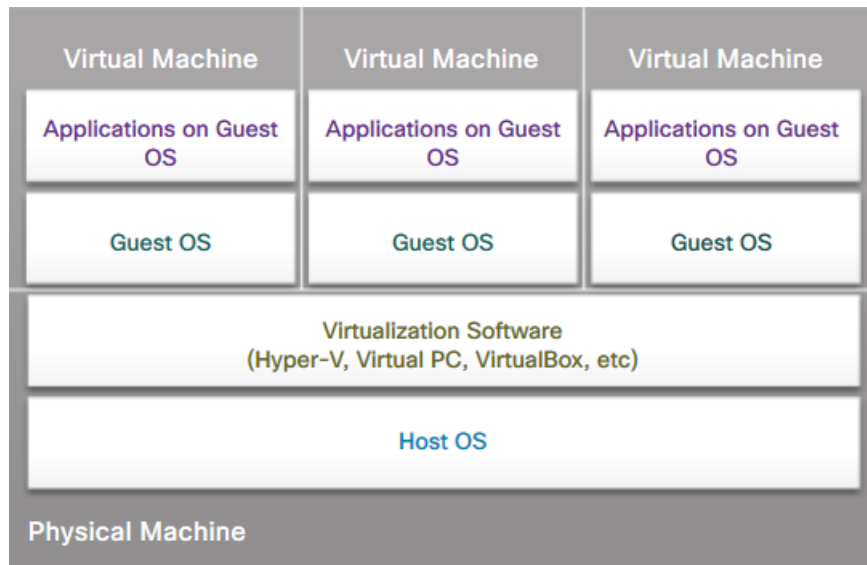 Virtual Machine
Virtual Machine
Virtual Machine
Applications on Guest
OS
Applications on Guest
OS
Applications on Guest
OS
Guest OS
Guest OS
Guest OS
Virtualization Software
(Hyper-V, Virtual PC, VirtualBox, etc)
Host OS
Physical Machine